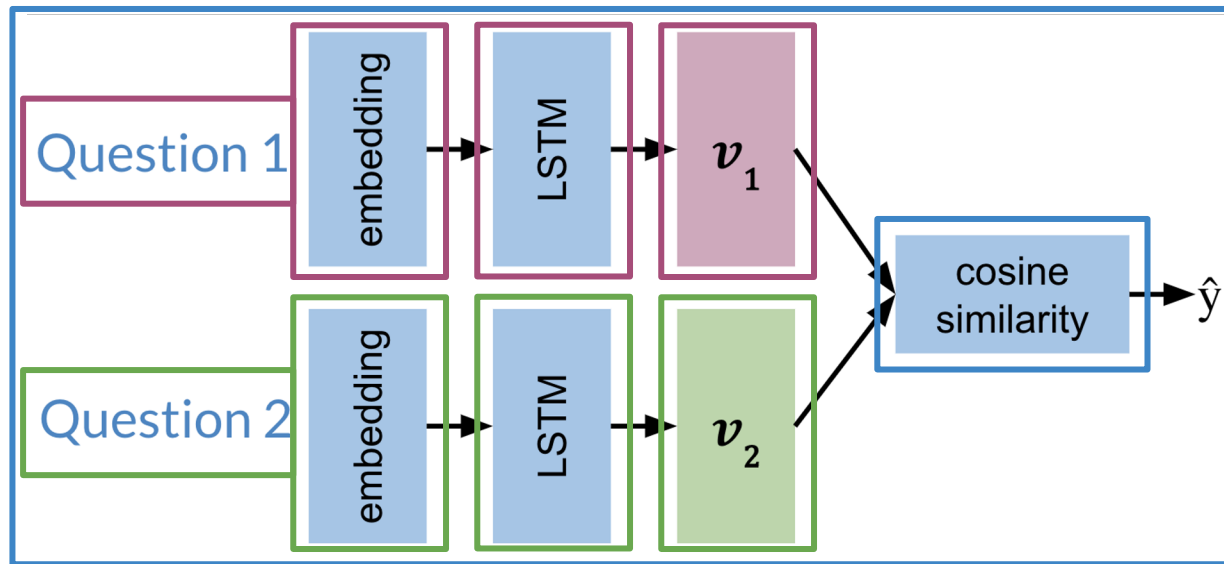 Question 1
embedding
LSTM
v₁
Question 2
embedding
LSTM
v₂
cosine
similarity
ŷ